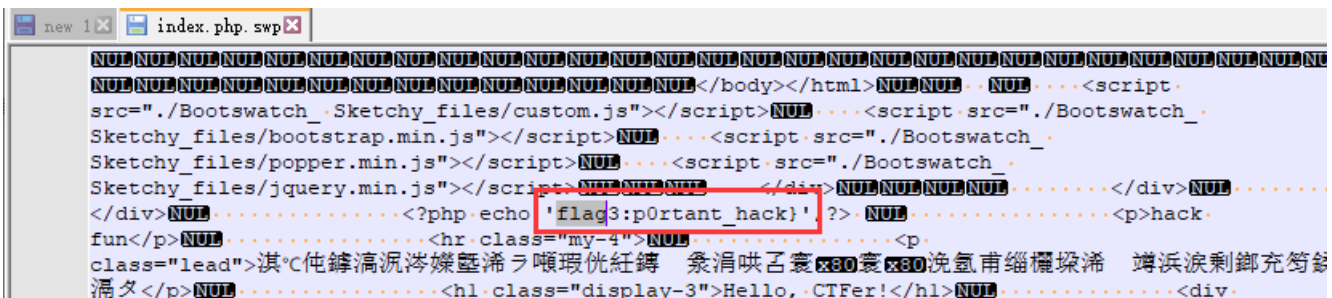 new 1 index.php.swp
NULNULNULNULNULNULNULNULNULNULNULNULNULNULNULNULNULNULNULNULNULNULNULNULNULNULNULNULNU
NULNULNULNULNULNULNULNULNULNULNULNULNULNUL</body></html>NULNUL··NUL····<script·
src="./Bootswatch_·Sketchy_files/custom.js"></script>NUL····<script·src="./Bootswatch_·
Sketchy_files/bootstrap.min.js"></script>NUL····<script·src="./Bootswatch_·
Sketchy_files/popper.min.js"></script>NUL····<script·src="./Bootswatch_·
Sketchy_files/jquery.min.js"></script>NULNULNUL····</div>NULNULNULNUL········</div>NUL
</div>NUL················<?php·echo 'flag3:p0rtant_hack}' ?>·NUL················<p>hack·
fun</p>NUL················<hr·class="my-4">NUL················<p·
class="lead">
</p>NUL················<h1·class="display-3">Hello,·CTFer!</h1>NUL············<div·